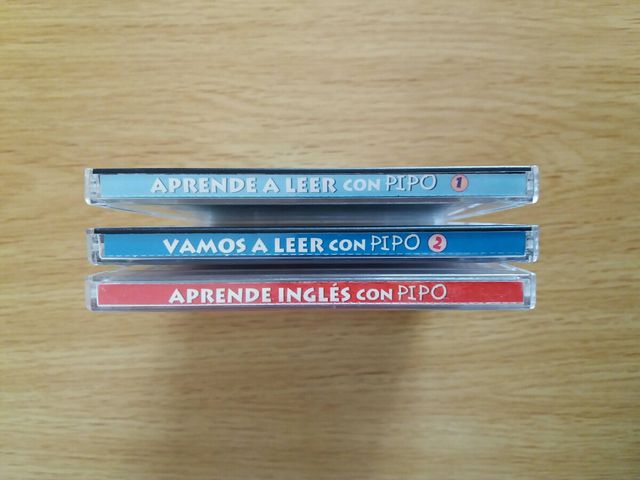 APRENDE A LEER CON PIPO 1
VAMOS A LEER CON PIPO 2
APRENDE INGLÉS CON PIPO